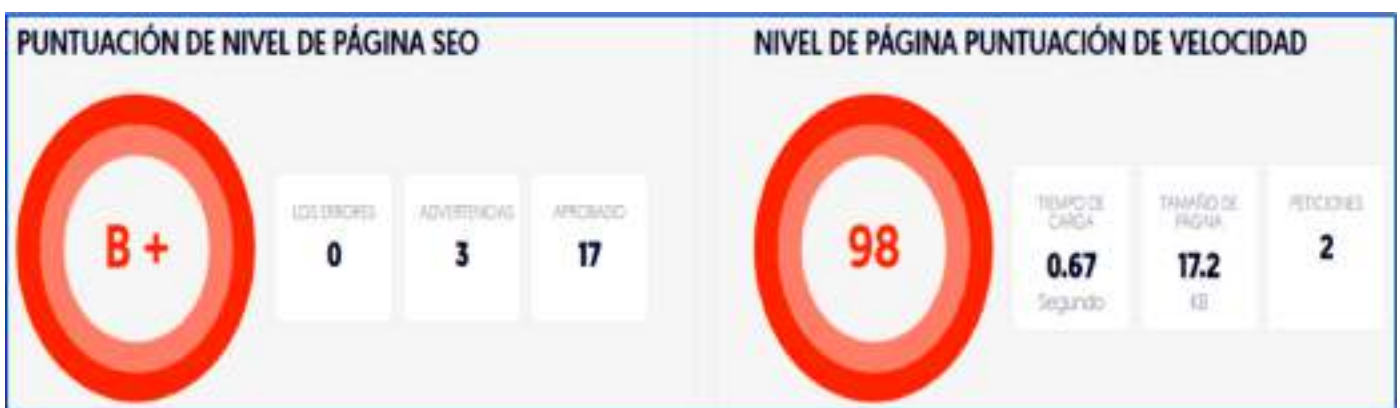 PUNTUACIÓN DE NIVEL DE PÁGINA SEO
B +
LOS ERRORES
0
ADVERTENCIAS
3
APROBADO
17
NIVEL DE PÁGINA PUNTUACIÓN DE VELOCIDAD
98
TIEMPO DE
CARGA
0.67
Segundo
TAMAÑO DE
PÁGINA
17.2
KB
PETICIONES
2